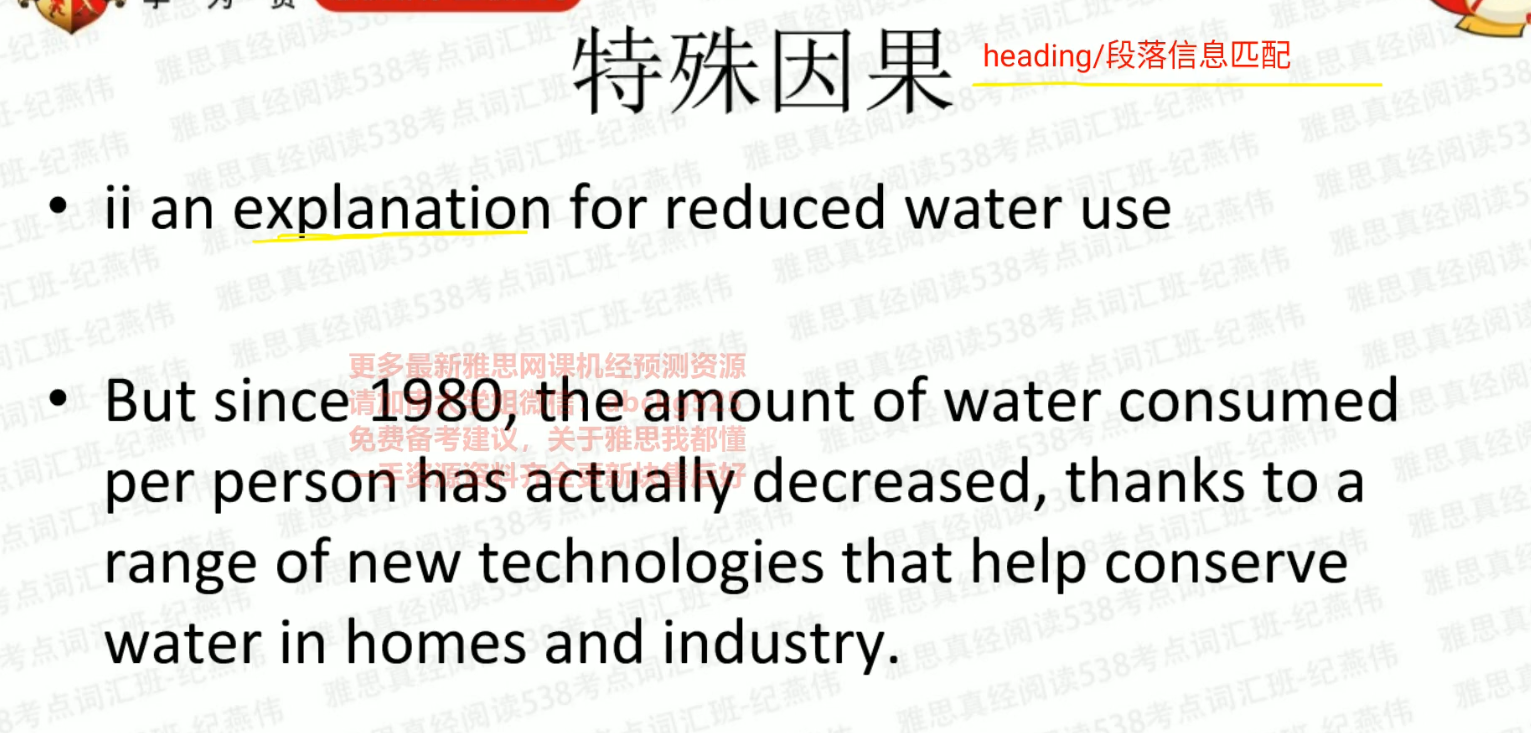 特殊因果
heading/段落信息匹配
• ii an explanation for reduced water use
更多最新雅思网课机经预测资源
• But since 1980, the amount of water consumed
免费备考建议，关于雅思我都懂
per person has actually decreased, thanks to a
range of new technologies that help conserve
water in homes and industry.
雅思真经阅读538考点词汇班-纪燕伟